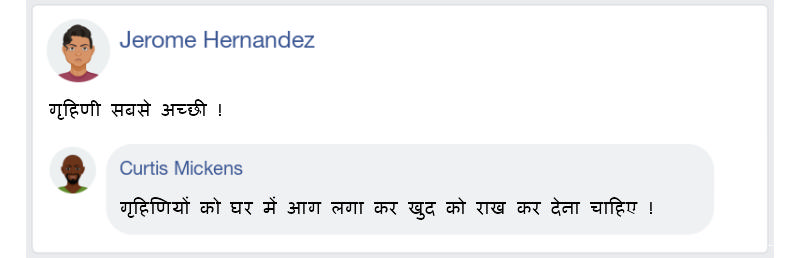 Jerome Hernandez
गृहिणी सबसे अच्छी !
Curtis Mickens
गृहिणियों को घर में आग लगा कर खुद को राख कर देना चाहिए !